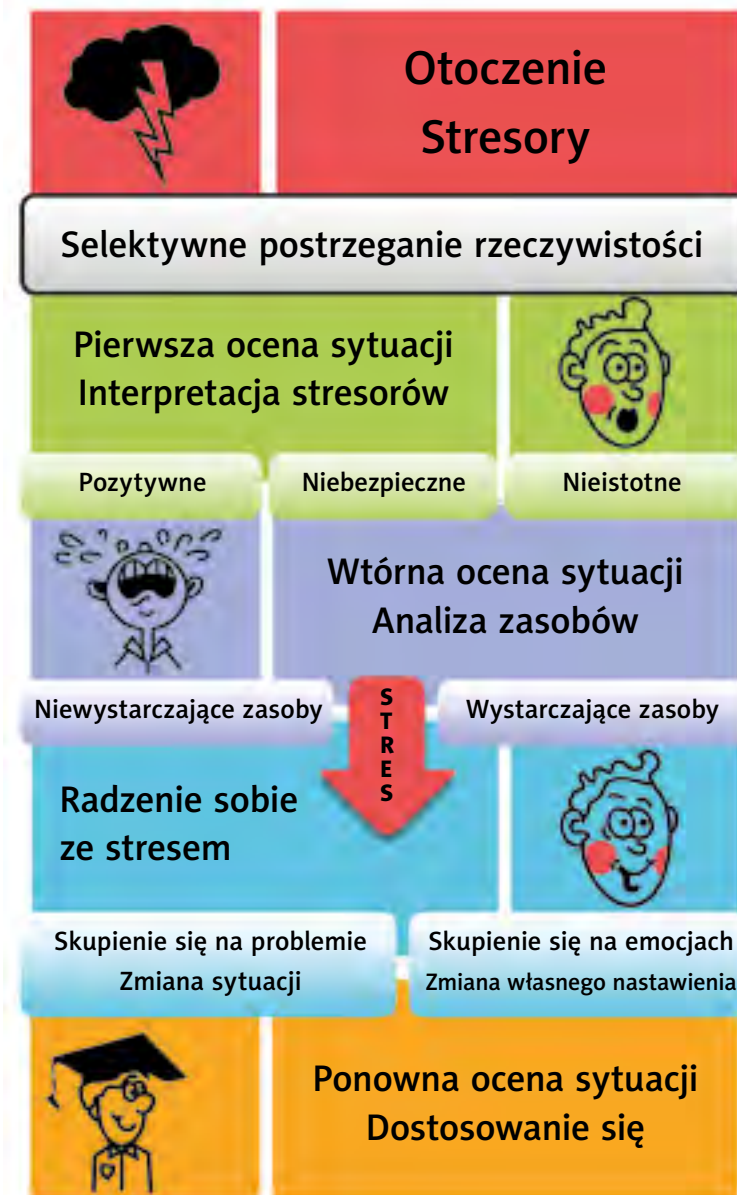 Otoczenie
Stresory
Selektywne postrzeganie rzeczywistości
Pierwsza ocena sytuacji
Interpretacja stresorów
Pozytywne
Niebezpieczne
Nieistotne
Wtórna ocena sytuacji
Analiza zasobów
Niewystarczające zasoby
STRES
Wystarczające zasoby
Radzenie sobie
ze stresem
Skupienie się na problemie
Zmiana sytuacji
Skupienie się na emocjach
Zmiana własnego nastawienia
Ponowna ocena sytuacji
Dostosowanie się